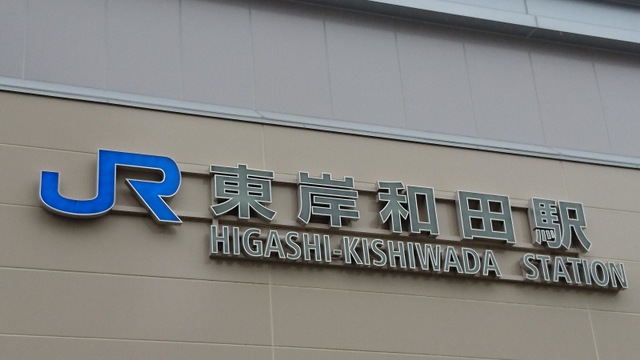 JR 東岸和田駅
HIGASHI-KISHIWADA STATION